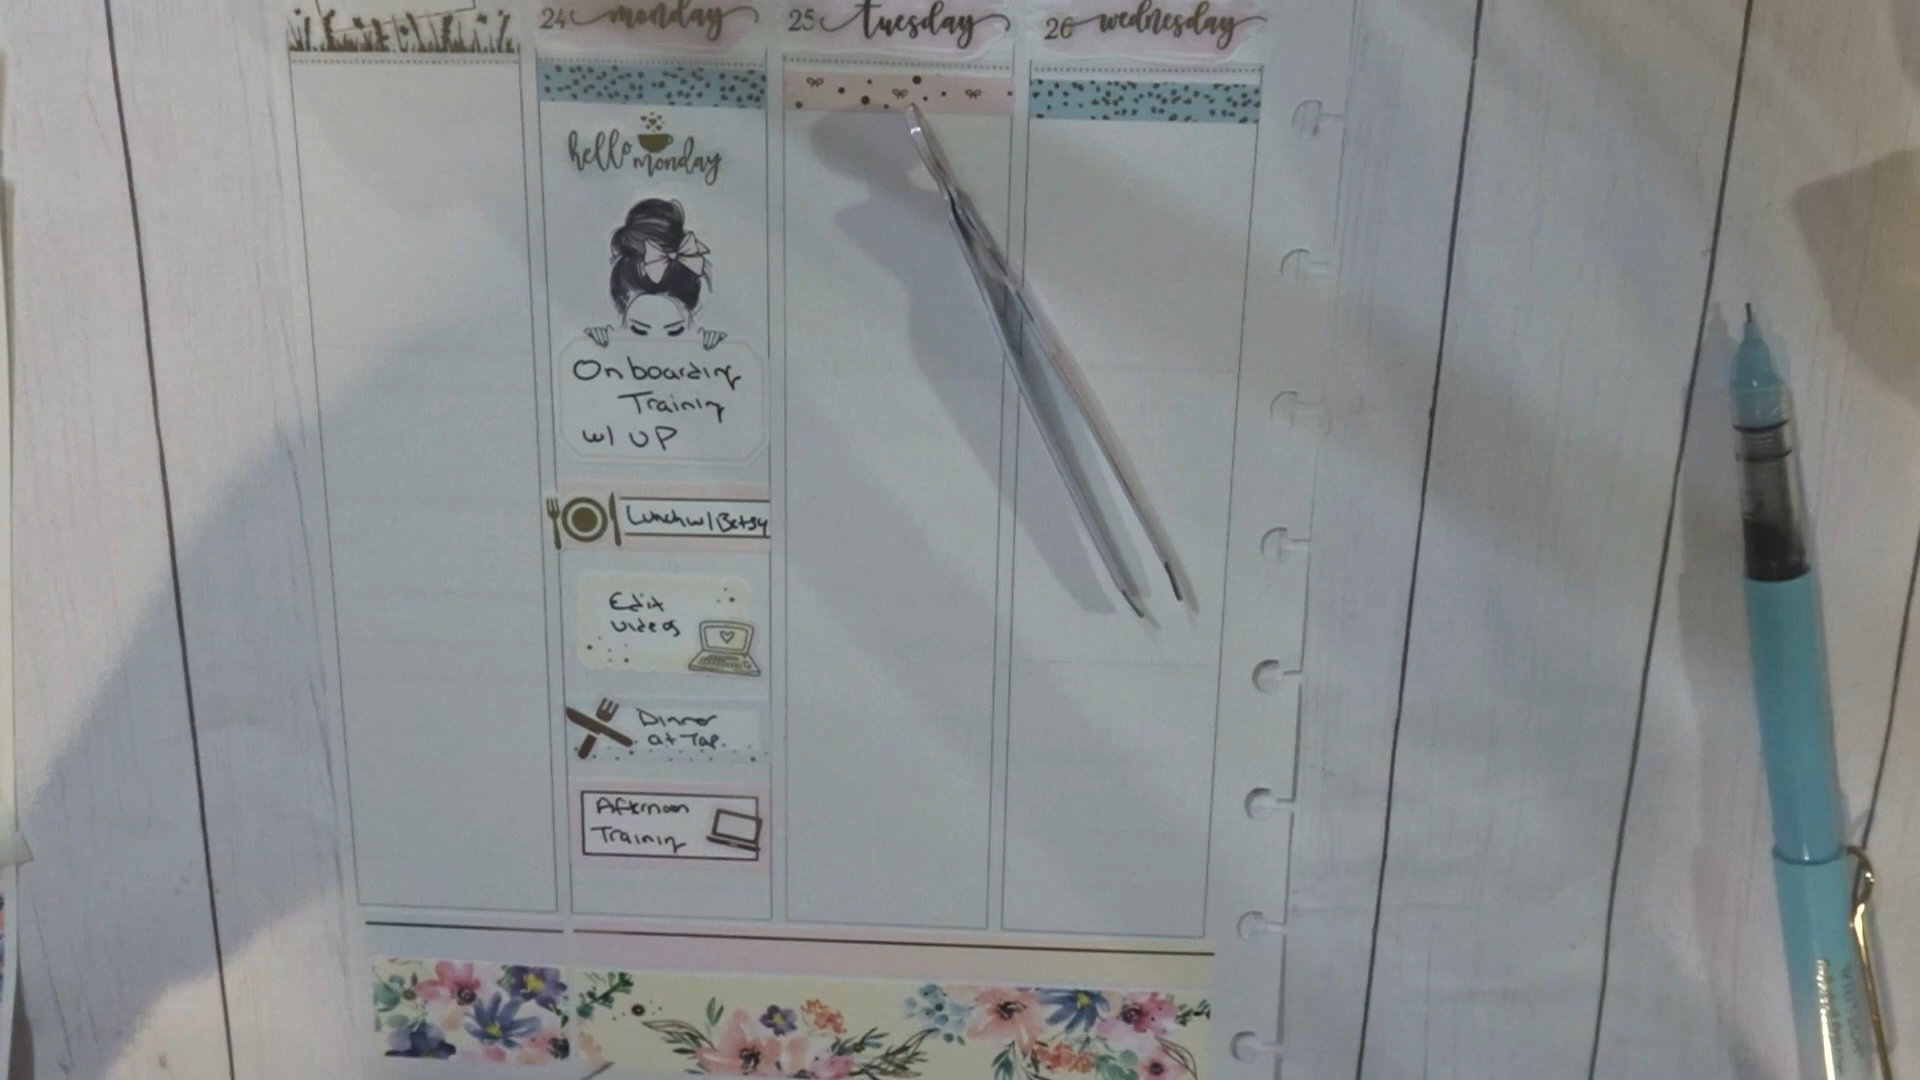 24 monday
25 tuesday
26 wednesday
hello monday
Onboarding
Training
w/ UP
Lunch w/ Betsy
Edit
videos
Dinner
at Tap.
Afternoon
Training